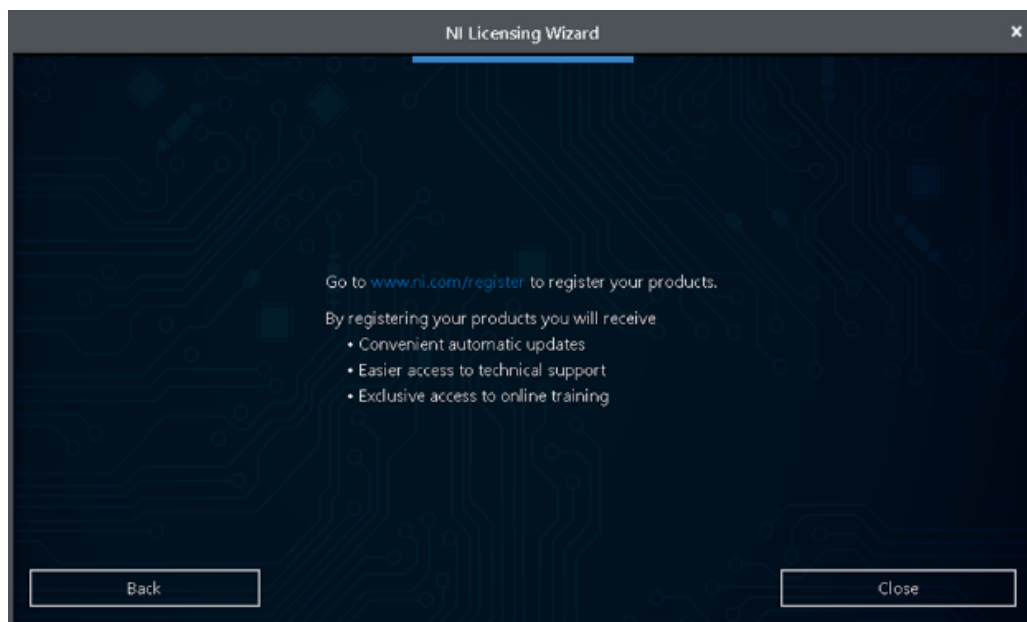 NI Licensing Wizard
×
Go to www.ni.com/register to register your products.
By registering your products you will receive
• Convenient automatic updates
• Easier access to technical support
• Exclusive access to online training
Back
Close